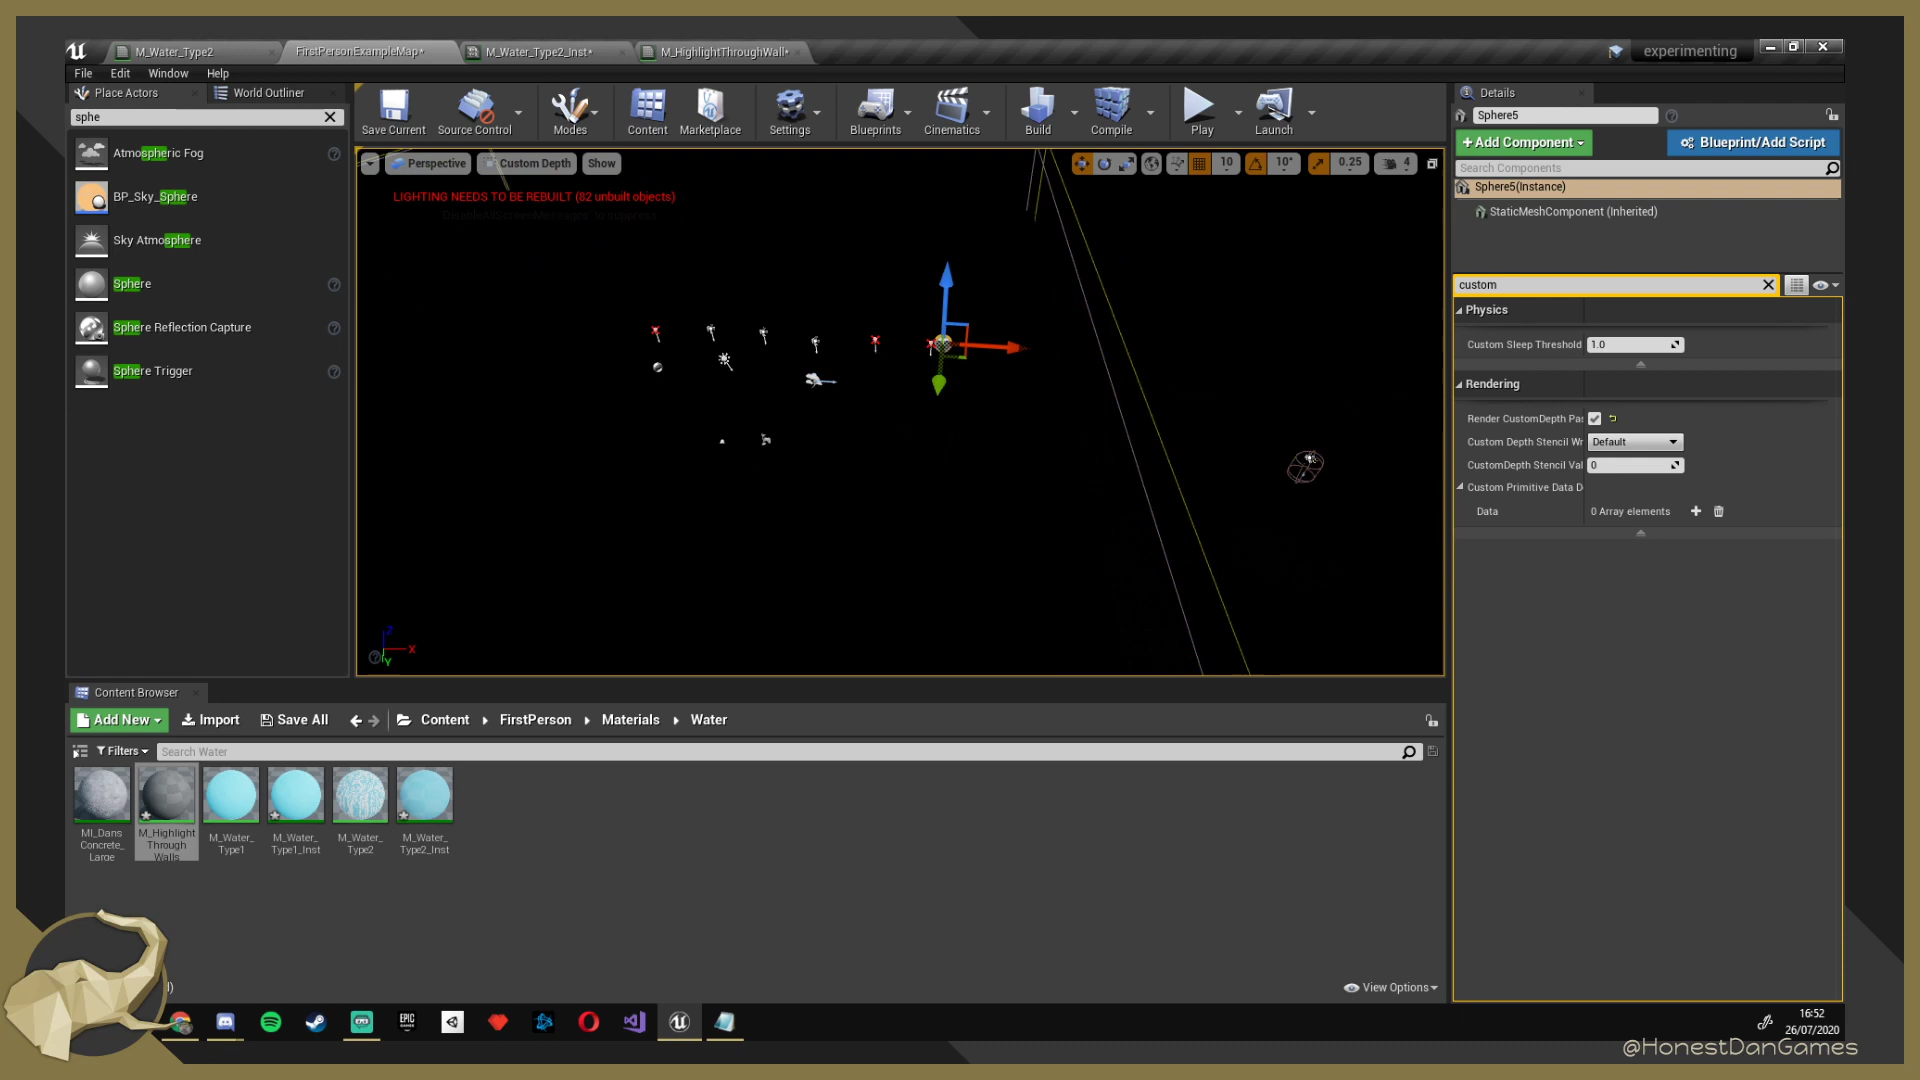 M_Water_Type2
FirstPersonExampleMap*
M_Water_Type2_Inst*
M_HighlightThroughWall*
experimenting
File Edit Window Help
Place Actors
World Outliner
sphe
Atmospheric Fog
BP_Sky_Sphere
Sky Atmosphere
Sphere
Sphere Reflection Capture
Sphere Trigger
Save Current
Source Control
Modes
Content
Marketplace
Settings
Blueprints
Cinematics
Build
Compile
Play
Launch
Perspective
Custom Depth
Show
10
10°
0.25
4
LIGHTING NEEDS TO BE REBUILT (82 unbuilt objects)
'DisableAllScreenMessages' to suppress
Z
X
Y
Details
Sphere5
+Add Component
Blueprint/Add Script
Search Components
Sphere5(Instance)
StaticMeshComponent (Inherited)
custom
Physics
Custom Sleep Threshold 1.0
Rendering
Render CustomDepth Pas
Custom Depth Stencil Wr Default
CustomDepth Stencil Val 0
Custom Primitive Data D
Data 0 Array elements
Content Browser
Add New
Import
Save All
Content
FirstPerson
Materials
Water
Filters
Search Water
MI_Dans
Concrete_
Large
M_Highlight
Through
Walls
M_Water_
Type1
M_Water_
Type1_Inst
M_Water_
Type2
M_Water_
Type2_Inst
View Options
EPIC
GAMES
16:52
26/07/2020
@HonestDanGames